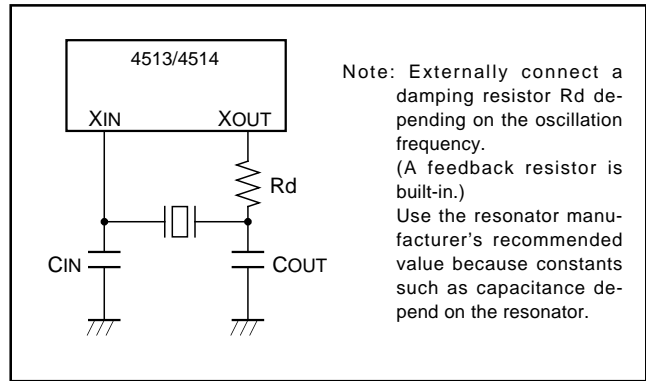 4513/4514
XIN
XOUT
Rd
CIN
COUT
Note: Externally connect a
damping resistor Rd de-
pending on the oscillation
frequency.
(A feedback resistor is
built-in.)
Use the resonator manu-
facturer's recommended
value because constants
such as capacitance de-
pend on the resonator.